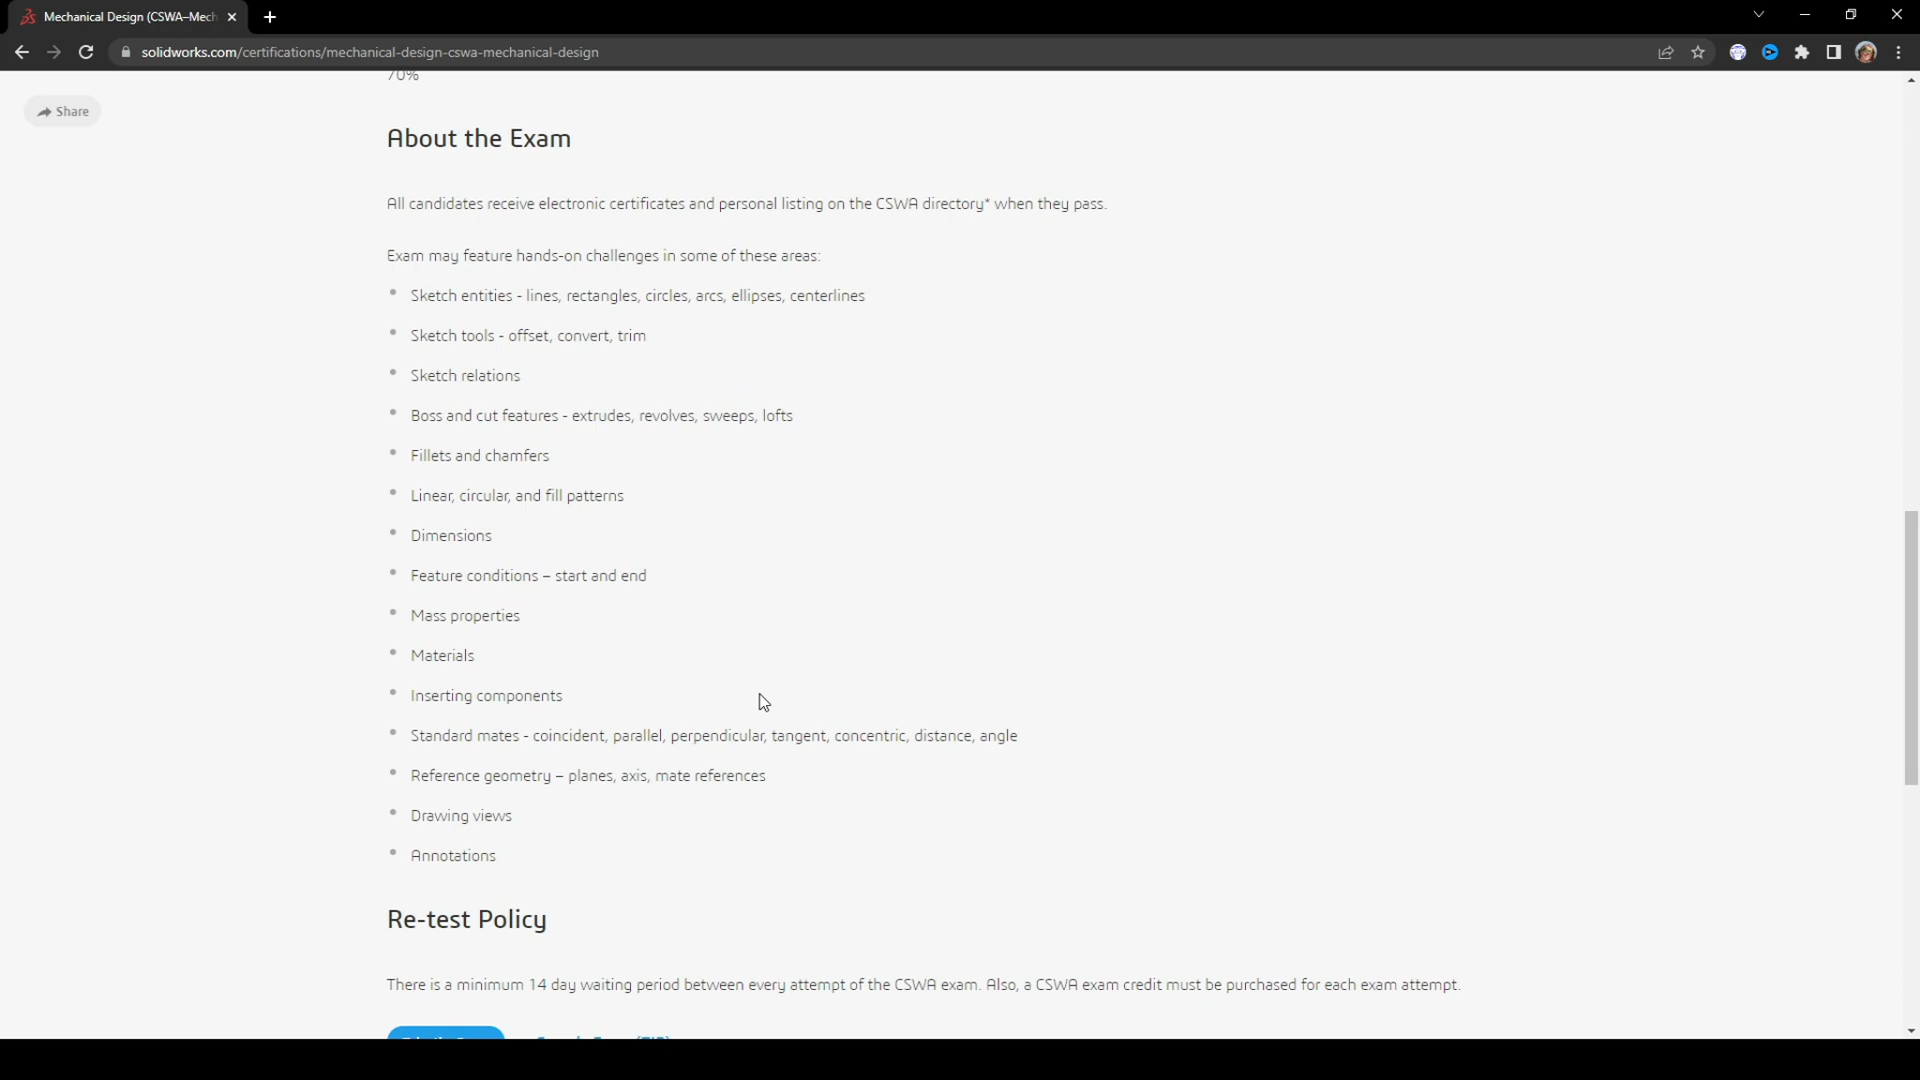 Mechanical Design (CSWA–Mech
solidworks.com/certifications/mechanical-design-cswa-mechanical-design
70%
Share
About the Exam
All candidates receive electronic certificates and personal listing on the CSWA directory* when they pass.
Exam may feature hands-on challenges in some of these areas:
Sketch entities - lines, rectangles, circles, arcs, ellipses, centerlines
Sketch tools - offset, convert, trim
Sketch relations
Boss and cut features - extrudes, revolves, sweeps, lofts
Fillets and chamfers
Linear, circular, and fill patterns
Dimensions
Feature conditions – start and end
Mass properties
Materials
Inserting components
Standard mates - coincident, parallel, perpendicular, tangent, concentric, distance, angle
Reference geometry – planes, axis, mate references
Drawing views
Annotations
Re-test Policy
There is a minimum 14 day waiting period between every attempt of the CSWA exam. Also, a CSWA exam credit must be purchased for each exam attempt.